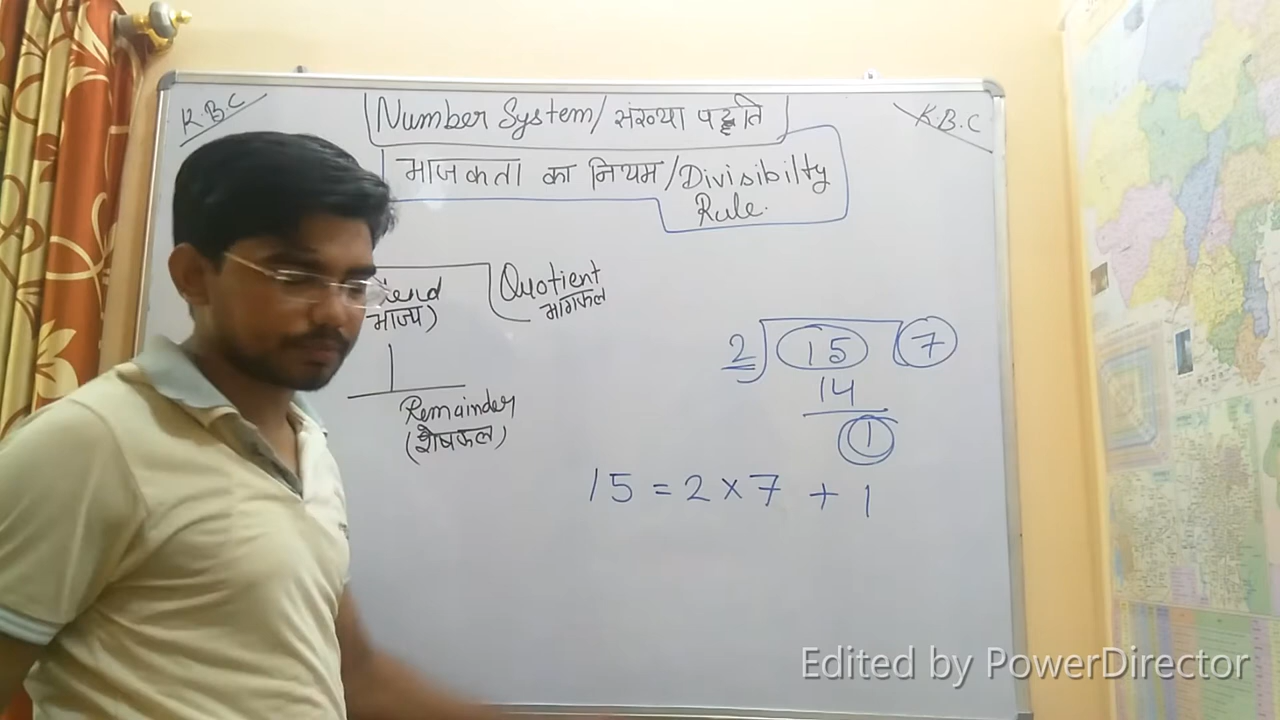 K.B.C
Number System/संख्या पद्धति
K.B.C
भाजकता का नियम/Divisibilty
Rule.
Quotient
भागफल
भाज्य)
Remainder
(शेषफल)
2 15 7
14
1
15 = 2 × 7 + 1
Edited by PowerDirector